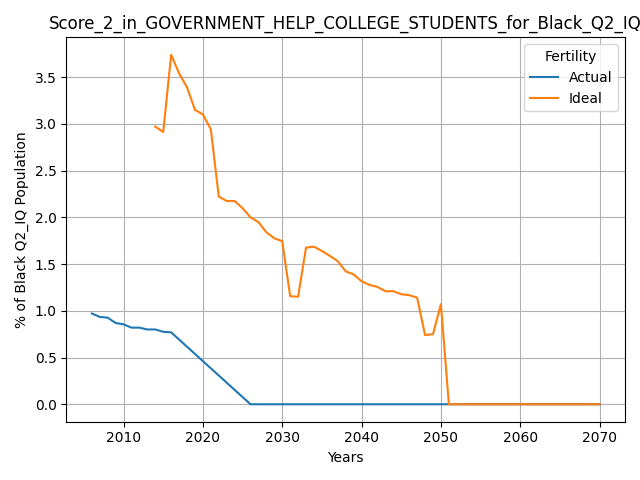 Score_2_in_GOVERNMENT_HELP_COLLEGE_STUDENTS_for_Black_Q2_IQ
Fertility
Actual
Ideal
% of Black Q2_IQ Population
3.5
3.0
2.5
2.0
1.5
1.0
0.5
0.0
2010 2020 2030 2040 2050 2060 2070
Years